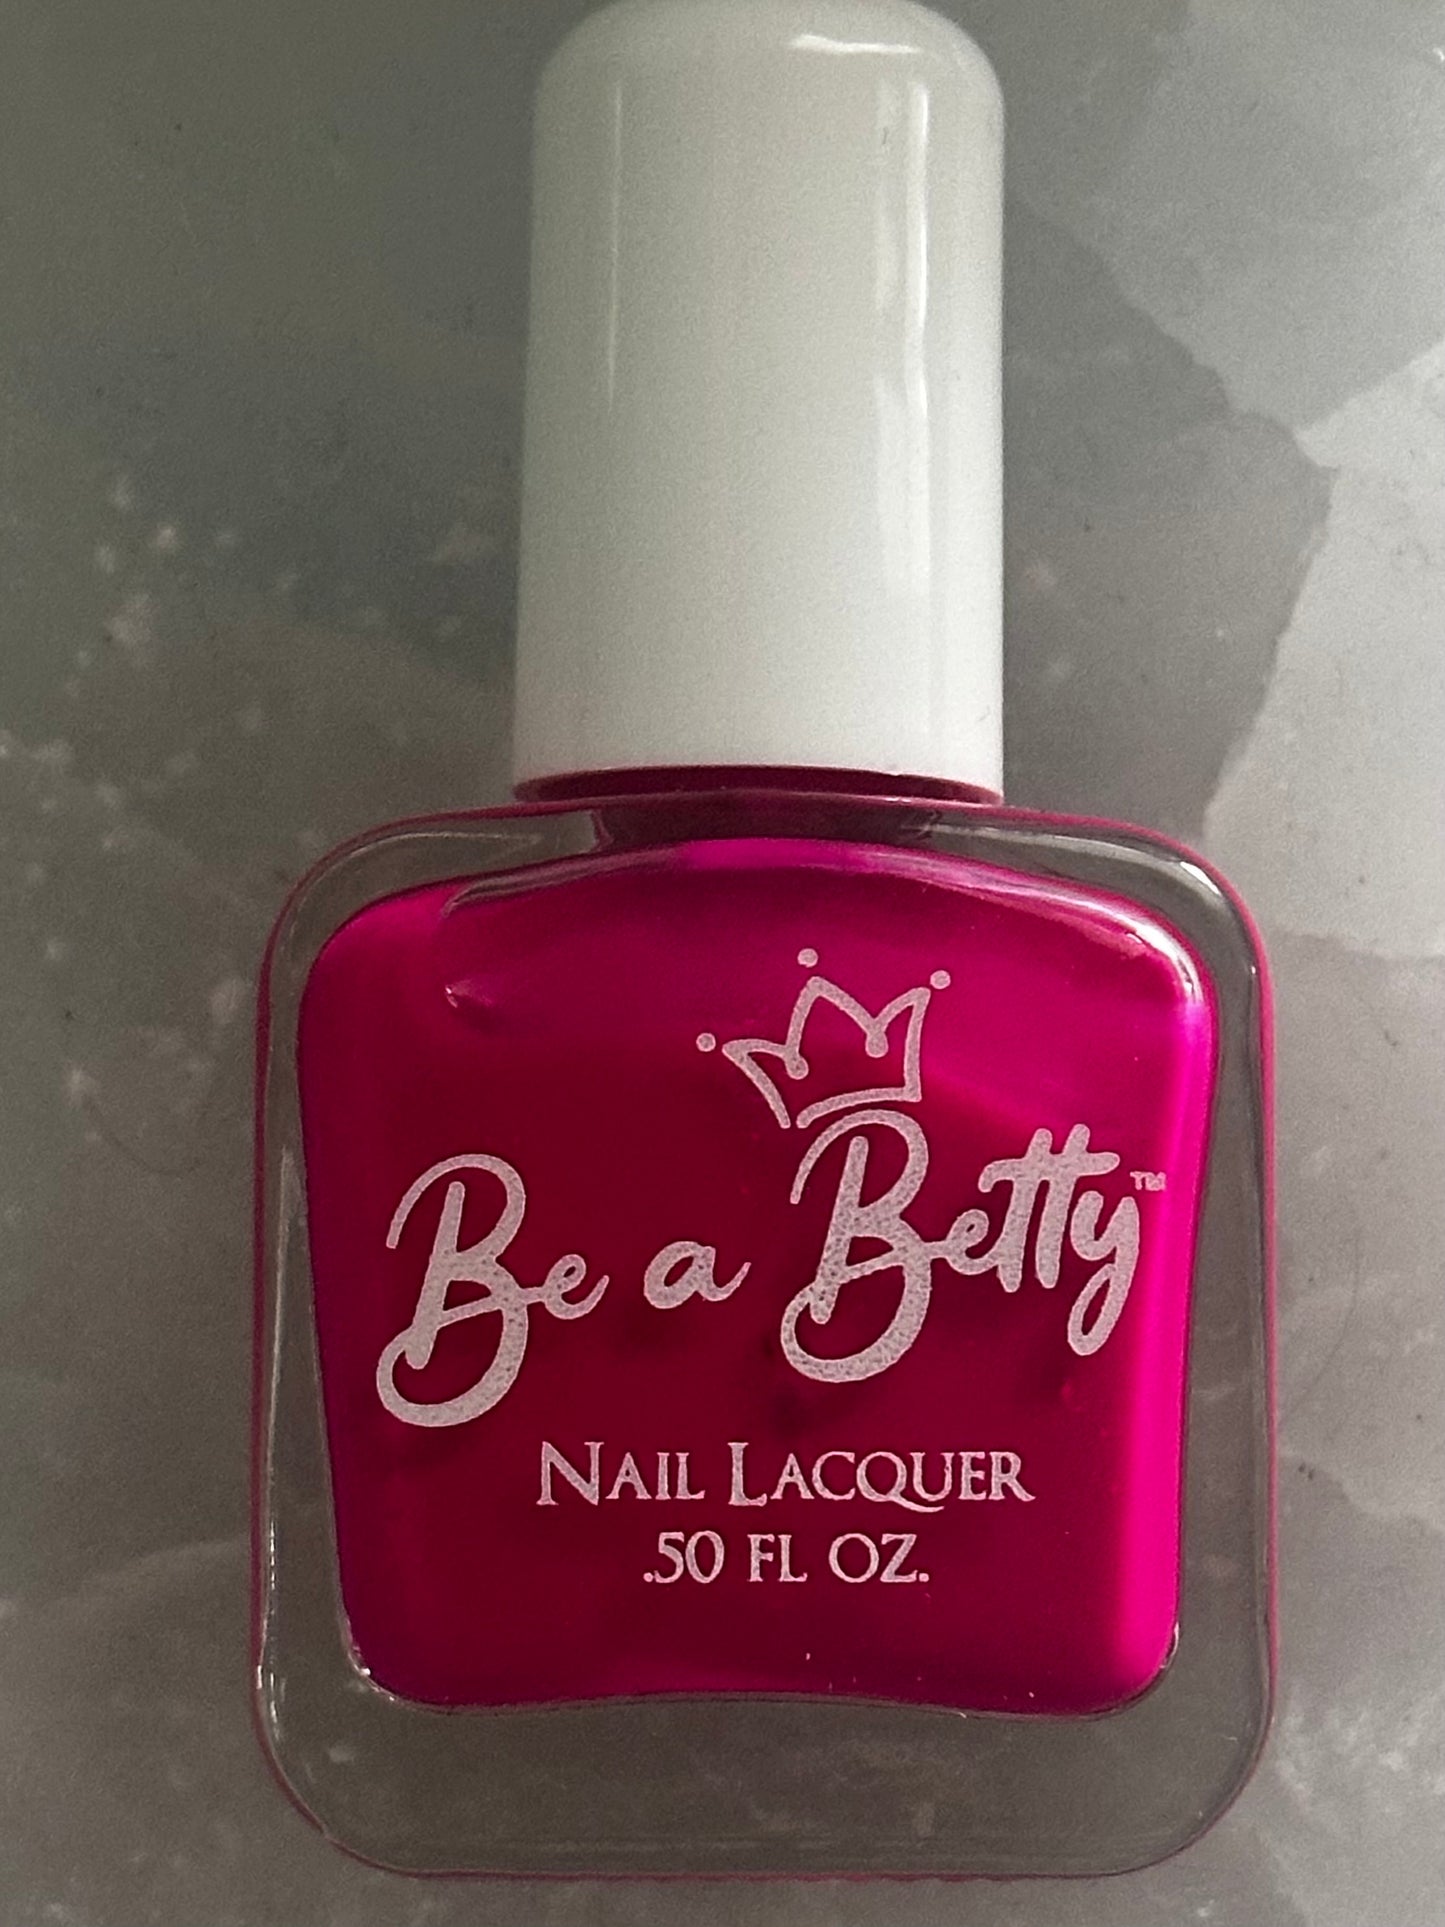 Be a Betty™
Nail Lacquer
.50 FL OZ.